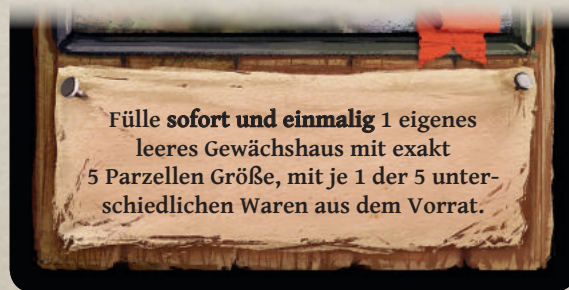 Fülle sofort und einmalig 1 eigenes
leeres Gewächshaus mit exakt
5 Parzellen Größe, mit je 1 der 5 unter-
schiedlichen Waren aus dem Vorrat.